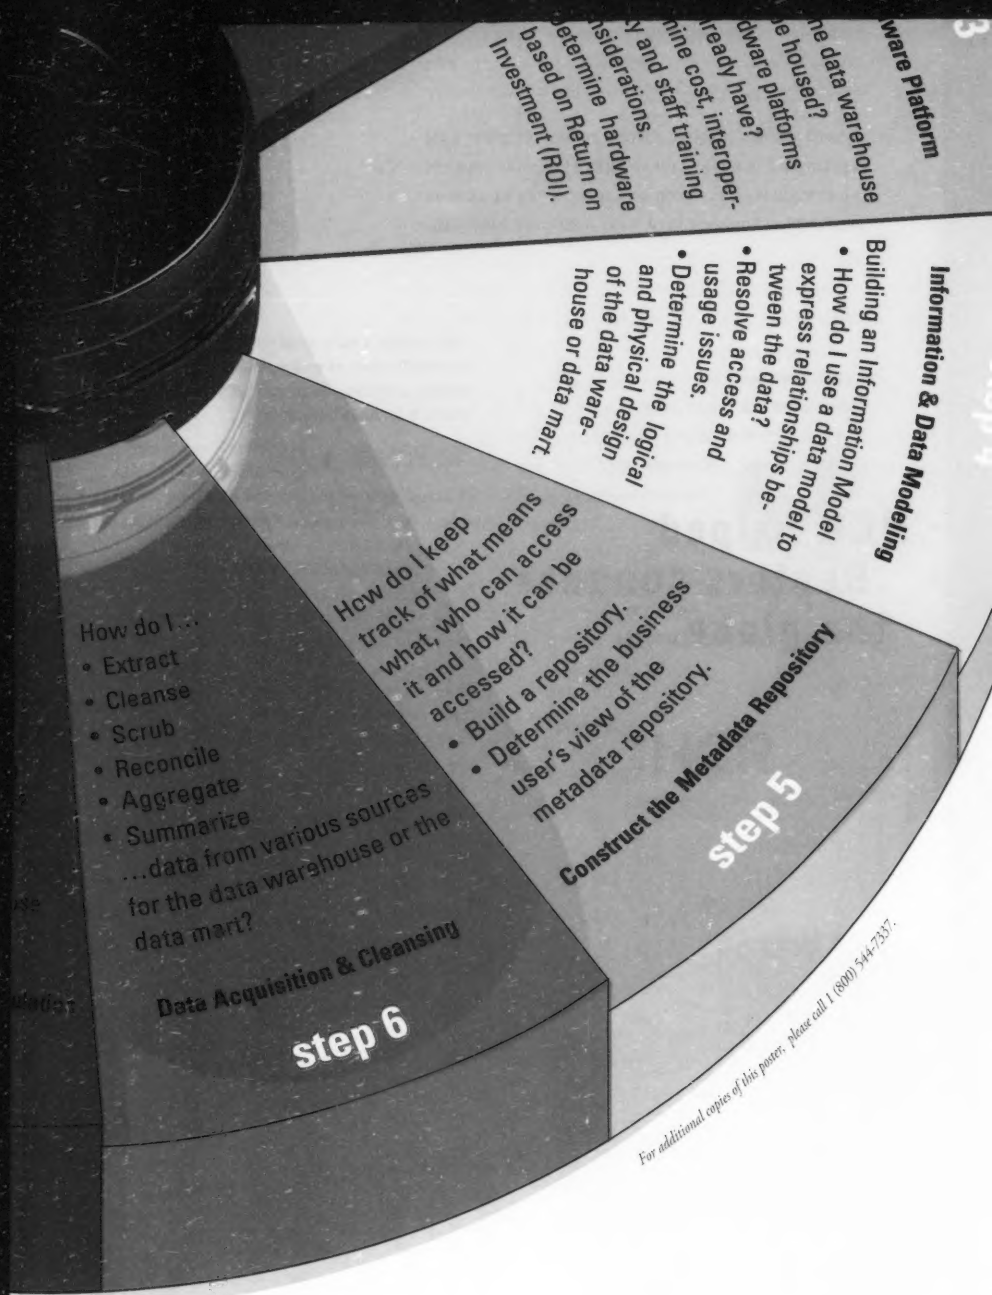 3
ware Platform
he data warehouse
e housed?
dware platforms
ready have?
mine cost, interoper-
y and staff training
nsiderations.
etermine hardware
based on Return on
Investment (ROI).
step 4
Information & Data Modeling
Building an Information Model
• How do I use a data model to
express relationships be-
tween the data?
• Resolve access and
usage issues.
• Determine the logical
and physical design
of the data ware-
house or data mart.
How do I keep
track of what means
what, who can access
it and how it can be
accessed?
• Build a repository.
• Determine the business
user's view of the
metadata repository.
Construct the Metadata Repository
step 5
How do I...
• Extract
• Cleanse
• Scrub
• Reconcile
• Aggregate
• Summarize
...data from various sources
for the data warehouse or the
data mart?
Data Acquisition & Cleansing
step 6
For additional copies of this poster, please call 1 (800) 544-7337.